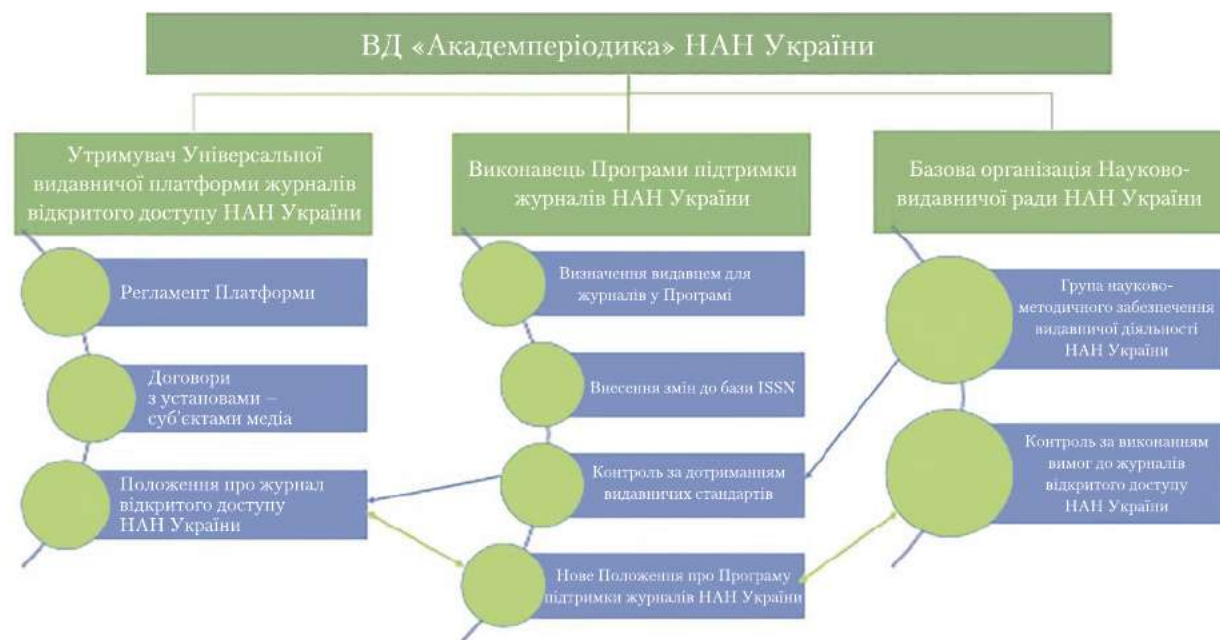 ВД «Академперіодика» НАН України
Утримувач Універсальної
видавничої платформи журналів
відкритого доступу НАН України
Регламент Платформи
Договори
з установами –
суб'єктами медіа
Положення про журнал
відкритого доступу
НАН України
Виконавець Програми підтримки
журналів НАН України
Визначення видавцем для
журналів у Програмі
Внесення змін до бази ISSN
Контроль за дотриманням
видавничих стандартів
Нове Положення про Програму
підтримки журналів НАН України
Базова організація Науково-
видавничої ради НАН України
Група науково-
методичного забезпечення
видавничої діяльності
НАН України
Контроль за виконанням
вимог до журналів
відкритого доступу
НАН України